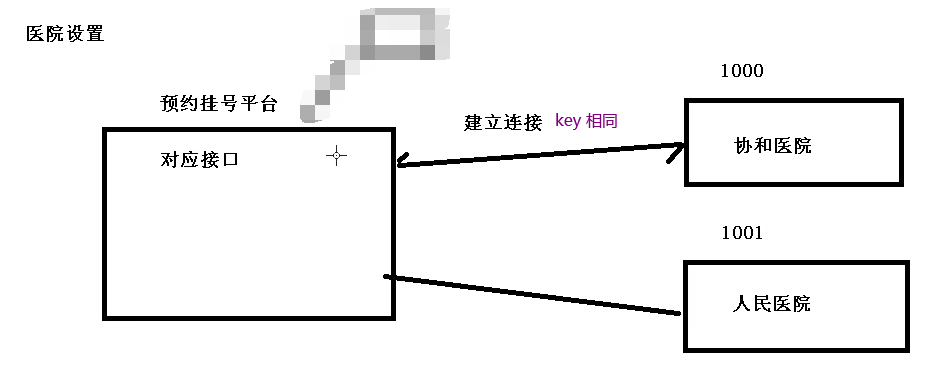 医院设置
1000
预约挂号平台
建立连接 key 相同
对应接口
协和医院
1001
人民医院